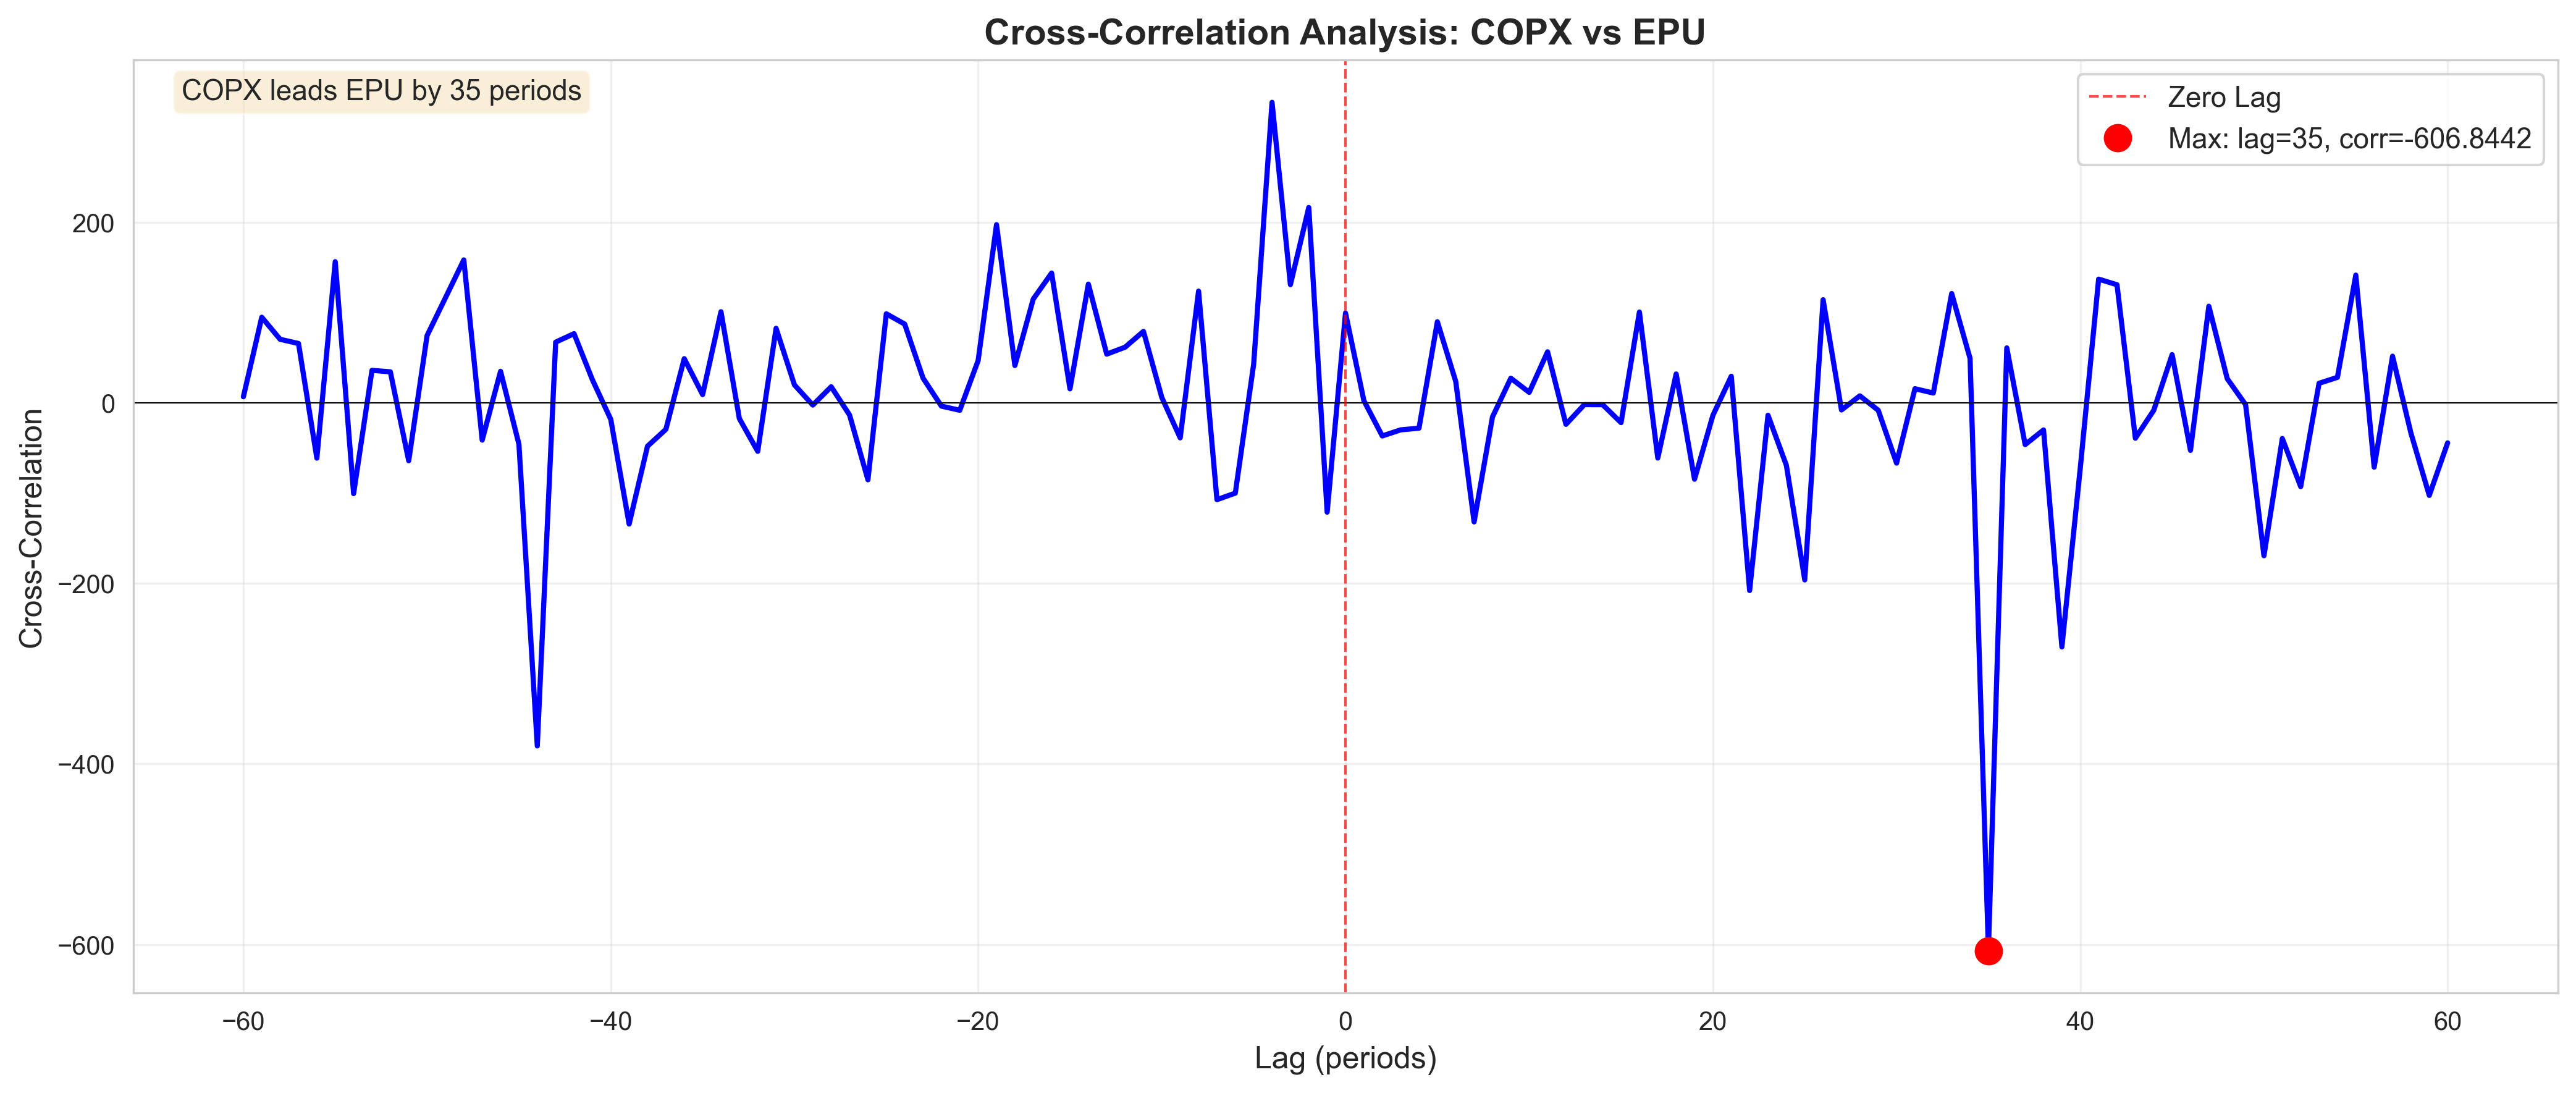 Cross-Correlation Analysis: COPX vs EPU
COPX leads EPU by 35 periods
Zero Lag
Max: lag=35, corr=-606.8442
Cross-Correlation
200
0
−200
−400
−600
−60
−40
−20
0
20
40
60
Lag (periods)